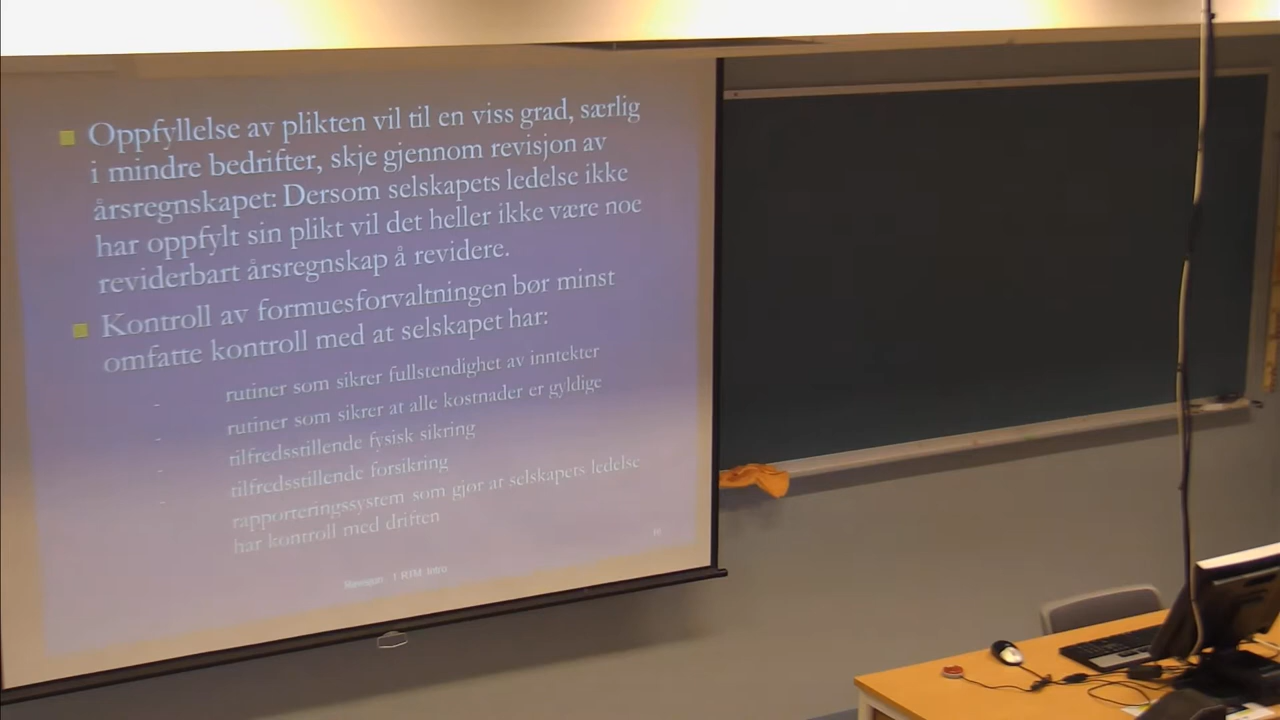 Oppfyllelse av plikten vil til en viss grad, særlig
i mindre bedrifter, skje gjennom revisjon av
årsregnskapet: Dersom selskapets ledelse ikke
har oppfylt sin plikt vil det heller ikke være noe
reviderbart årsregnskap å revidere.
Kontroll av formuesforvaltningen bør minst
omfatte kontroll med at selskapet har:
- rutiner som sikrer fullstendighet av inntekter
- rutiner som sikrer at alle kostnader er gyldige
- tilfredsstillende fysisk sikring
- tilfredsstillende forsikring
rapporteringssystem som gjør at selskapets ledelse
har kontroll med driften
1 RTM Intro